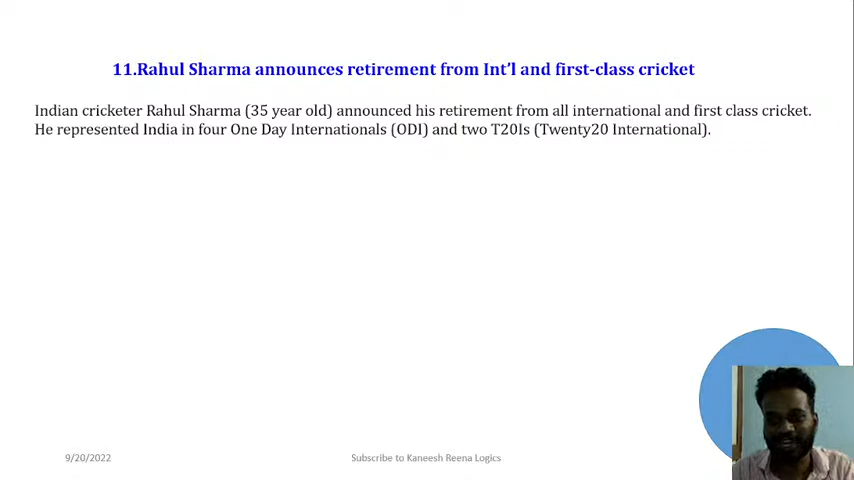 11.Rahul Sharma announces retirement from Int’l and first-class cricket
Indian cricketer Rahul Sharma (35 year old) announced his retirement from all international and first class cricket.
He represented India in four One Day Internationals (ODI) and two T20Is (Twenty20 International).
9/20/2022
Subscribe to Kaneesh Reena Logics